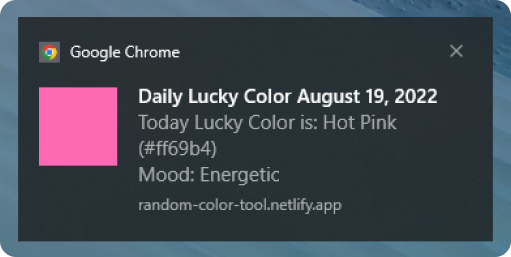 Google Chrome
Daily Lucky Color August 19, 2022
Today Lucky Color is: Hot Pink
(#ff69b4)
Mood: Energetic
random-color-tool.netlify.app